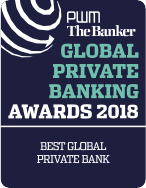 PWM
The Banker
GLOBAL
PRIVATE
BANKING
AWARDS 2018
BEST GLOBAL
PRIVATE BANK